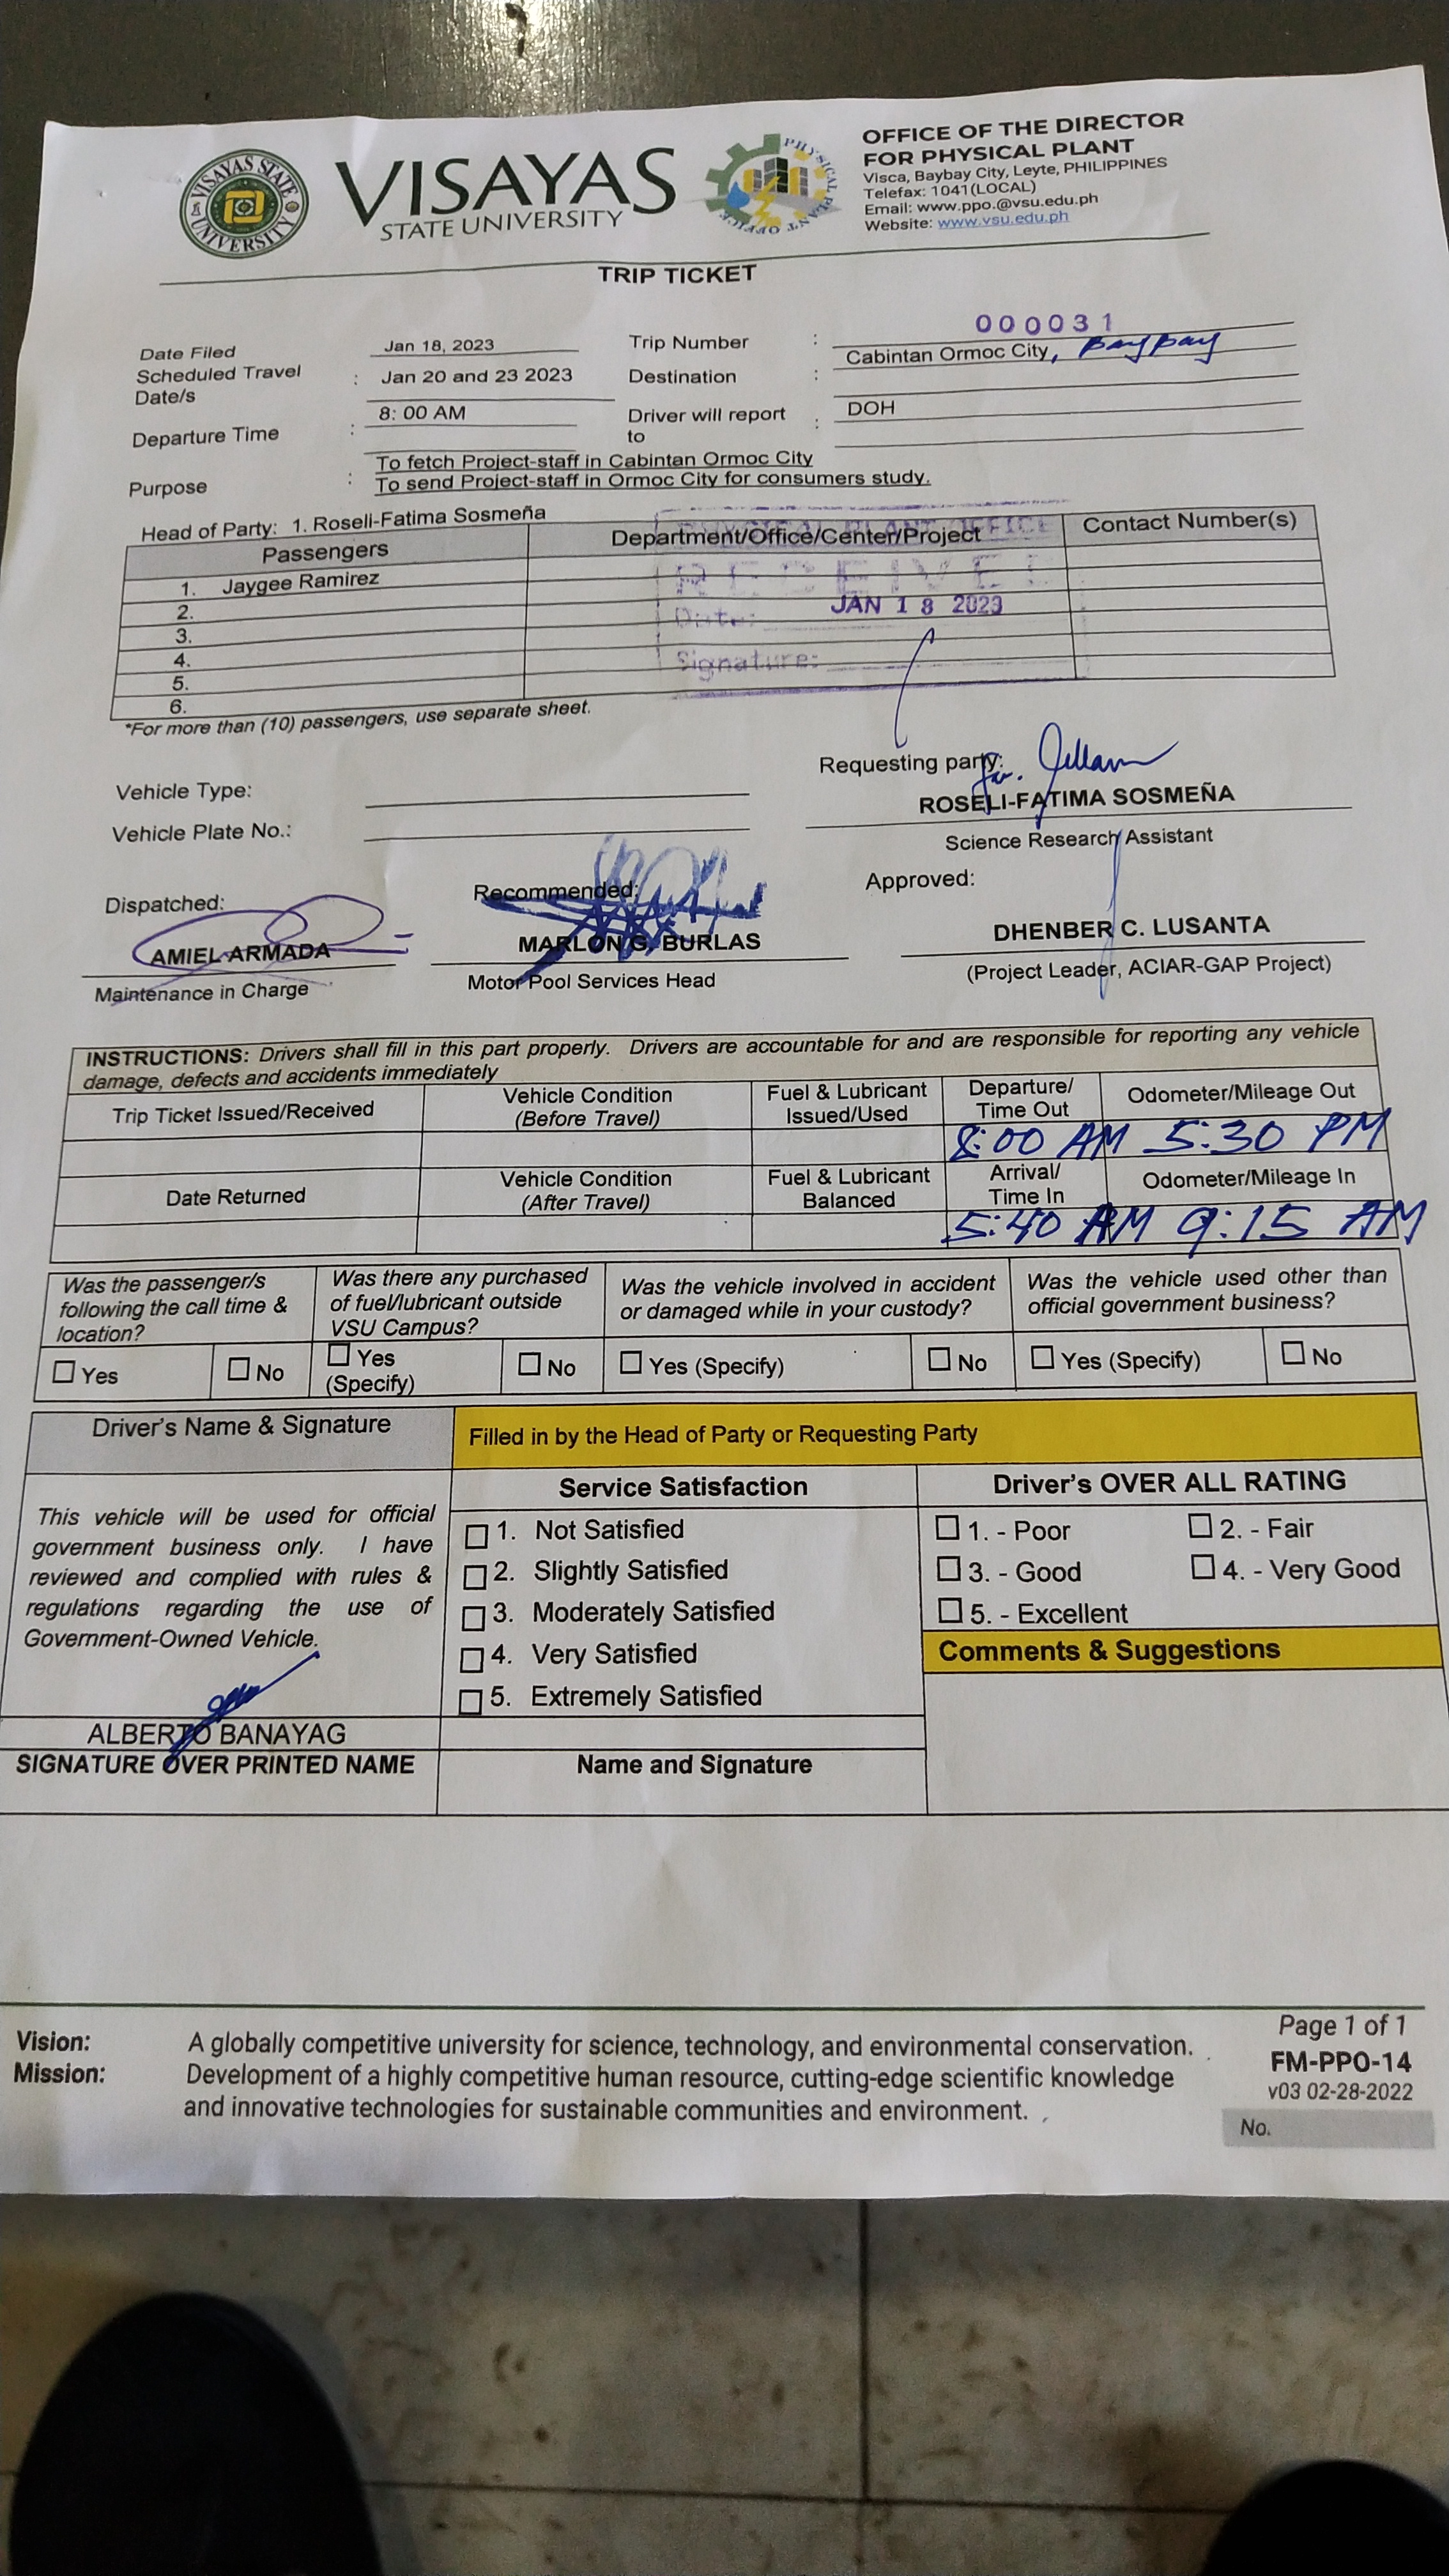 VISAYAS STATE UNIVERSITY
VISAYAS
STATE UNIVERSITY
PHYSICAL PLANT OFFICE
OFFICE OF THE DIRECTOR
FOR PHYSICAL PLANT
Visca, Baybay City, Leyte, PHILIPPINES
Telefax: 1041(LOCAL)
Email: www.ppo.@vsu.edu.ph
Website: www.vsu.edu.ph
TRIP TICKET
Date Filed Jan 18, 2023 Trip Number : 000031
Scheduled Travel Date/s : Jan 20 and 23 2023 Destination : Cabintan Ormoc City, Baybay
Departure Time : 8: 00 AM Driver will report to : DOH
Purpose : To fetch Project-staff in Cabintan Ormoc City
To send Project-staff in Ormoc City for consumers study.
Head of Party: 1. Roseli-Fatima Sosmeña
Passengers Department/Office/Center/Project Contact Number(s)
1. Jaygee Ramirez
2.
3.
4.
5.
6.
PHYSICAL PLANT OFFICE
RECEIVED
Date: JAN 18 2023
Signature:
*For more than (10) passengers, use separate sheet.
Vehicle Type:
Vehicle Plate No.:
Requesting party:
ROSELI-FATIMA SOSMEÑA
Science Research Assistant
Dispatched: Recommended: Approved:
AMIEL ARMADA MARLON G. BURLAS DHENBER C. LUSANTA
Maintenance in Charge Motor Pool Services Head (Project Leader, ACIAR-GAP Project)
INSTRUCTIONS: Drivers shall fill in this part properly. Drivers are accountable for and are responsible for reporting any vehicle
damage, defects and accidents immediately
Trip Ticket Issued/Received Vehicle Condition (Before Travel) Fuel & Lubricant Issued/Used Departure/ Time Out Odometer/Mileage Out
8:00 AM 5:30 PM
Date Returned Vehicle Condition (After Travel) Fuel & Lubricant Balanced Arrival/ Time In Odometer/Mileage In
5:40 AM 9:15 AM
Was the passenger/s following the call time & location? Was there any purchased of fuel/lubricant outside VSU Campus? Was the vehicle involved in accident or damaged while in your custody? Was the vehicle used other than official government business?
Yes No Yes (Specify) No Yes (Specify) No Yes (Specify) No
Driver's Name & Signature Filled in by the Head of Party or Requesting Party
Service Satisfaction Driver's OVER ALL RATING
This vehicle will be used for official
government business only. I have
reviewed and complied with rules &
regulations regarding the use of
Government-Owned Vehicle.
1. Not Satisfied
2. Slightly Satisfied
3. Moderately Satisfied
4. Very Satisfied
5. Extremely Satisfied
1. - Poor 2. - Fair
3. - Good 4. - Very Good
5. - Excellent
Comments & Suggestions
ALBERTO BANAYAG
SIGNATURE OVER PRINTED NAME Name and Signature
Vision: A globally competitive university for science, technology, and environmental conservation.
Mission: Development of a highly competitive human resource, cutting-edge scientific knowledge
and innovative technologies for sustainable communities and environment.
Page 1 of 1
FM-PPO-14
v03 02-28-2022
No.